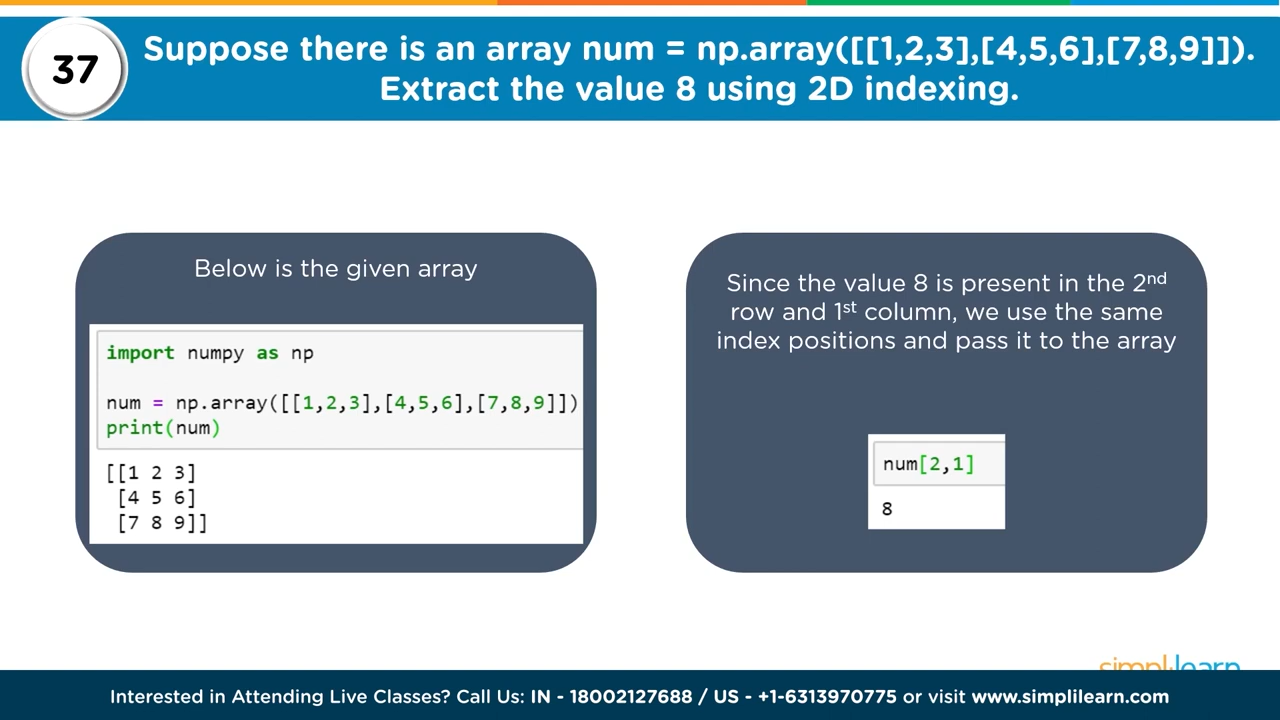 37
Suppose there is an array num = np.array([[1,2,3],[4,5,6],[7,8,9]]).
Extract the value 8 using 2D indexing.
Below is the given array
import numpy as np
num = np.array([[1,2,3],[4,5,6],[7,8,9]])
print(num)
[[1 2 3]
[4 5 6]
[7 8 9]]
Since the value 8 is present in the 2nd
row and 1st column, we use the same
index positions and pass it to the array
num[2,1]
8
simplilearn
Interested in Attending Live Classes? Call Us: IN - 18002127688 / US - +1-6313970775 or visit www.simplilearn.com